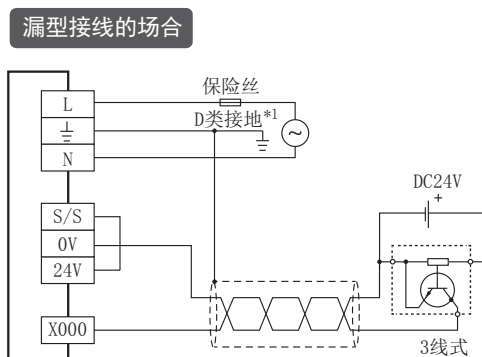 漏型接线的场合
保险丝
L
D类接地*1
N
DC24V
+
S/S
0V
24V
X000
3线式